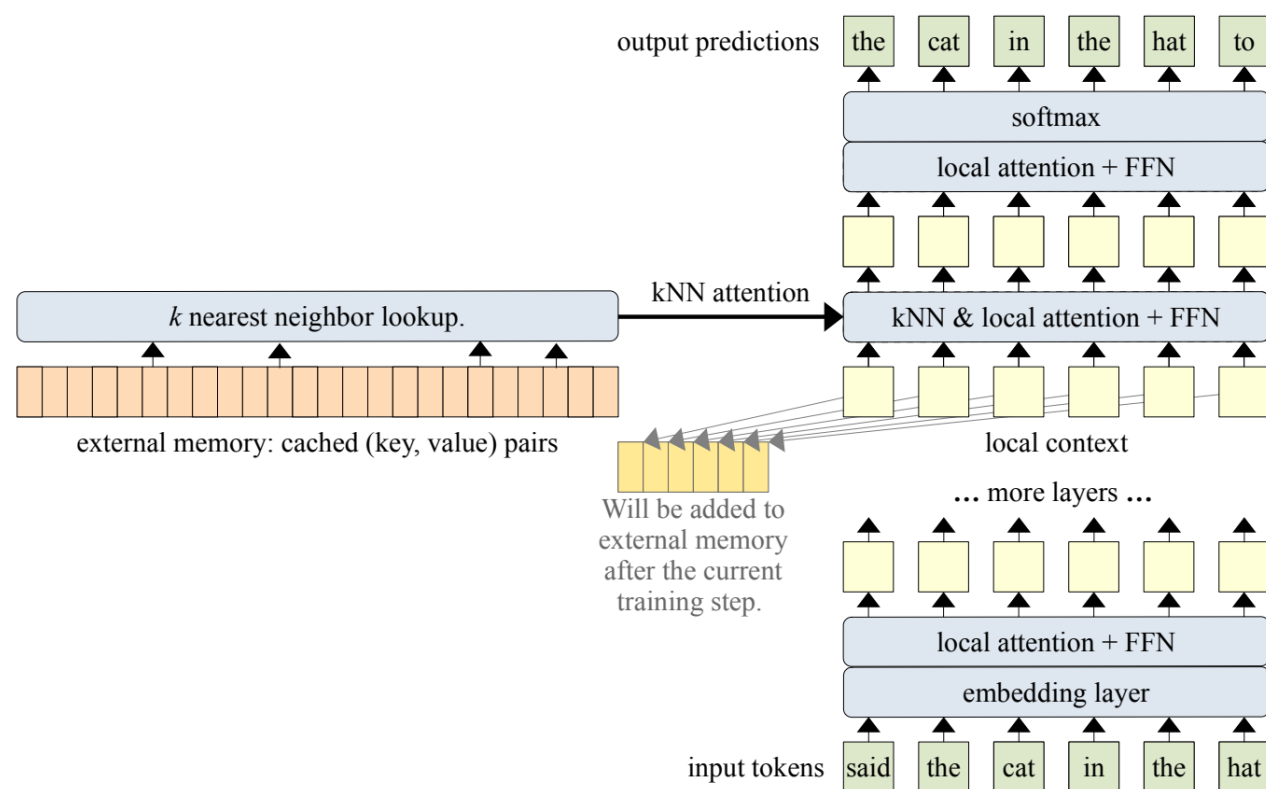 output predictions the cat in the hat to
softmax
local attention + FFN
kNN attention
k nearest neighbor lookup.
kNN & local attention + FFN
external memory: cached (key, value) pairs
local context
Will be added to
external memory
after the current
training step.
... more layers ...
local attention + FFN
embedding layer
input tokens said the cat in the hat